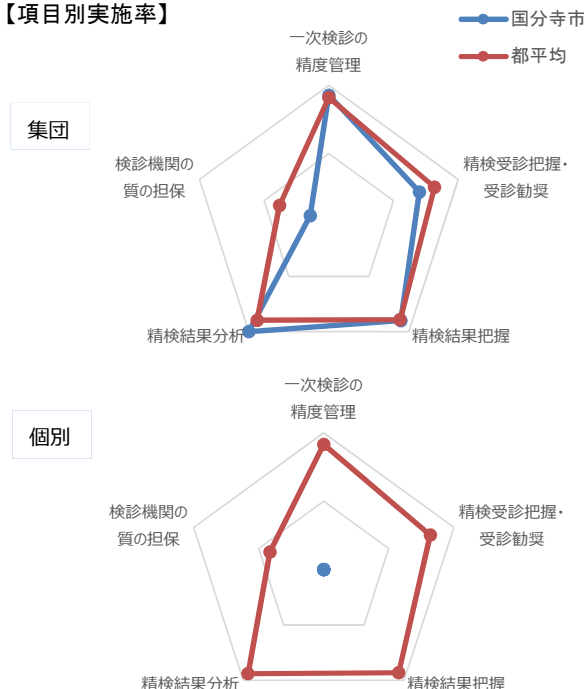 【項目別実施率】
国分寺市
都平均
集団
一次検診の
精度管理
精検受診把握・
受診勧奨
精検結果把握
精検結果分析
検診機関の
質の担保
個別
一次検診の
精度管理
精検受診把握・
受診勧奨
精検結果把握
精検結果分析
検診機関の
質の担保